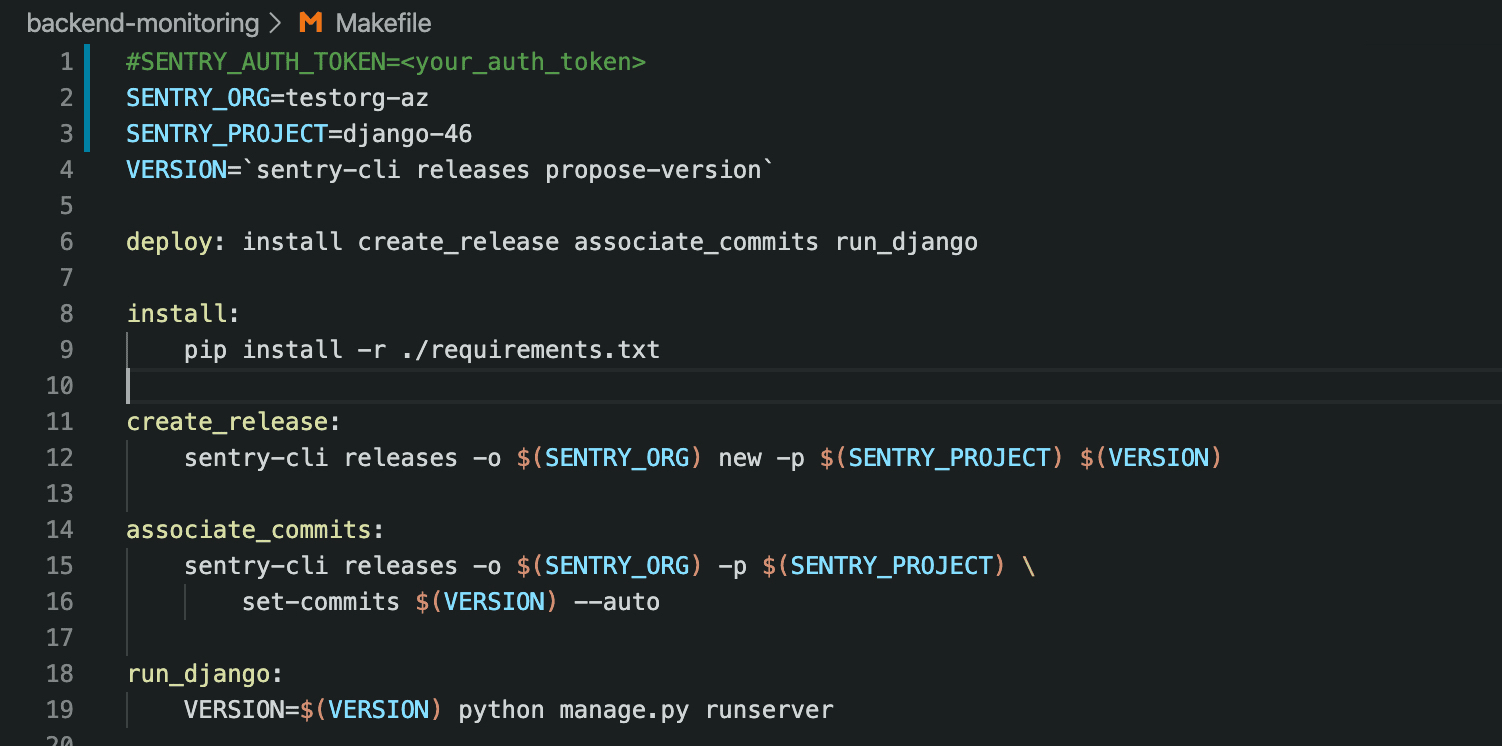 backend-monitoring > M Makefile
1 #SENTRY_AUTH_TOKEN=<your_auth_token>
2 SENTRY_ORG=testorg-az
3 SENTRY_PROJECT=django-46
4 VERSION=`sentry-cli releases propose-version`
5
6 deploy: install create_release associate_commits run_django
7
8 install:
9     pip install -r ./requirements.txt
10
11 create_release:
12     sentry-cli releases -o $(SENTRY_ORG) new -p $(SENTRY_PROJECT) $(VERSION)
13
14 associate_commits:
15     sentry-cli releases -o $(SENTRY_ORG) -p $(SENTRY_PROJECT) \
16         set-commits $(VERSION) --auto
17
18 run_django:
19     VERSION=$(VERSION) python manage.py runserver
20